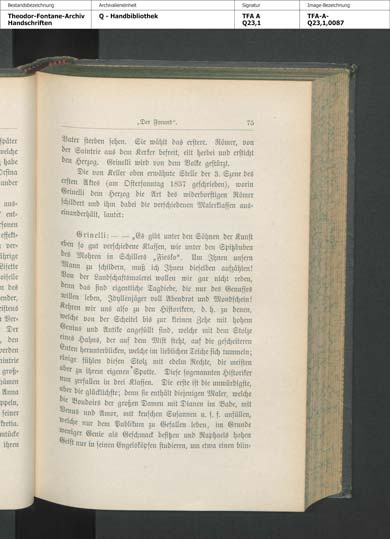 Bestandsbezeichnung
Theodor-Fontane-Archiv
Handschriften
Archivalieneinheit
Q - Handbibliothek
Signatur
TFA A
Q23,1
Image-Bezeichnung
TFA-A-
Q23,1,0087
„Der Freund“. 75
Vater sterben sehen. Sie wählt das erstere. Römer, von
der Saintrie aus dem Kerker befreit, eilt herbei und ersticht
den Herzog. Grinelli wird von dem Volke gestürzt.
Die von Keller oben erwähnte Stelle der 3. Szene des
ersten Aktes (am Ostersonntag 1837 geschrieben), worin
Grinelli dem Herzog die Art des widerborstigen Römer
schildert und ihm dabei die verschiedenen Malerklassen aus-
einanderhält, lautet:
Grinelli: — — „Es gibt unter den Söhnen der Kunst
eben so gut verschiedene Klassen, wie unter den Spitzbuben
des Mohren in Schillers „Fiesko“. Um Ihnen unsern
Mann zu schildern, muß ich Ihnen dieselben aufzählen!
Von der Landschaftsmalerei wollen wir gar nicht reden,
denn das sind eigentliche Tagdiebe, die nur des Genusses
willen leben, Idyllenjäger voll Abendrot und Mondschein!
Kehren wir uns also zu den Historikern, d. h. zu denen,
welche von der Scheitel bis zur kleinen Zehe mit hohem
Genius und Antike angefüllt sind, welche mit dem Stolze
eines Hahns, der auf dem Mist steht, auf die gescheiteren
Enten herunterblicken, welche im lieblichen Teiche sich tummeln;
einige fühlen diesen Stolz mit edeln Rechte, die meisten
aber zu ihrem eigenen Spotte. Diese sogenannten Historiker
nun zerfallen in drei Klassen. Die erste ist die unwürdigste,
aber die glücklichste; denn sie enthält diejenigen Maler, welche
die Boudoirs der großen Damen mit Dianen im Bade, mit
Venus und Amor, mit keuschen Susannen u. s. f. anfüllen,
welche nur dem Publikum zu Gefallen leben, im Grunde
weniger Genie als Geschmack besitzen und Raphaels hohen
Geist nur in seinen Engelsköpfen studieren, um etwa einen blin-